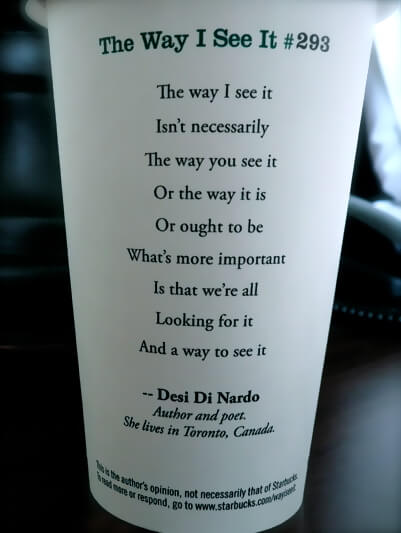 The Way I See It #293
The way I see it
Isn't necessarily
The way you see it
Or the way it is
Or ought to be
What's more important
Is that we're all
Looking for it
And a way to see it
-- Desi Di Nardo
Author and poet.
She lives in Toronto, Canada.
This is the author's opinion, not necessarily that of Starbucks.
To read more or respond, go to www.starbucks.com/wayiseeit.